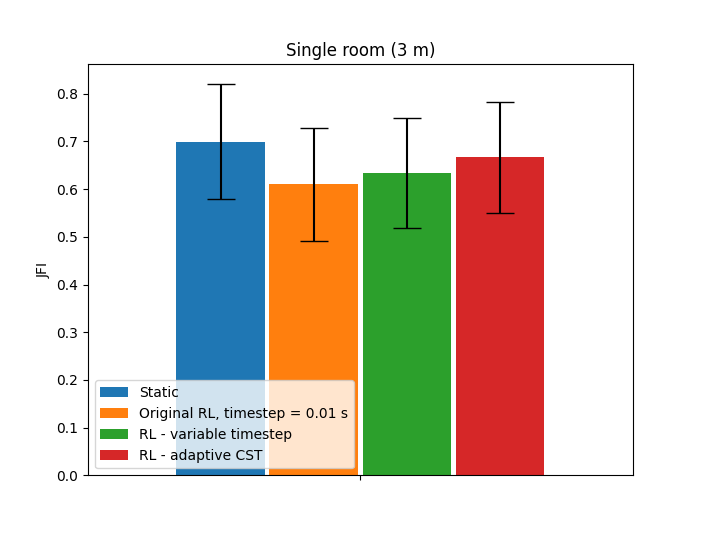 Single room (3 m)
JFI
0.8
0.7
0.6
0.5
0.4
0.3
0.2
0.1
0.0
Static
Original RL, timestep = 0.01 s
RL - variable timestep
RL - adaptive CST